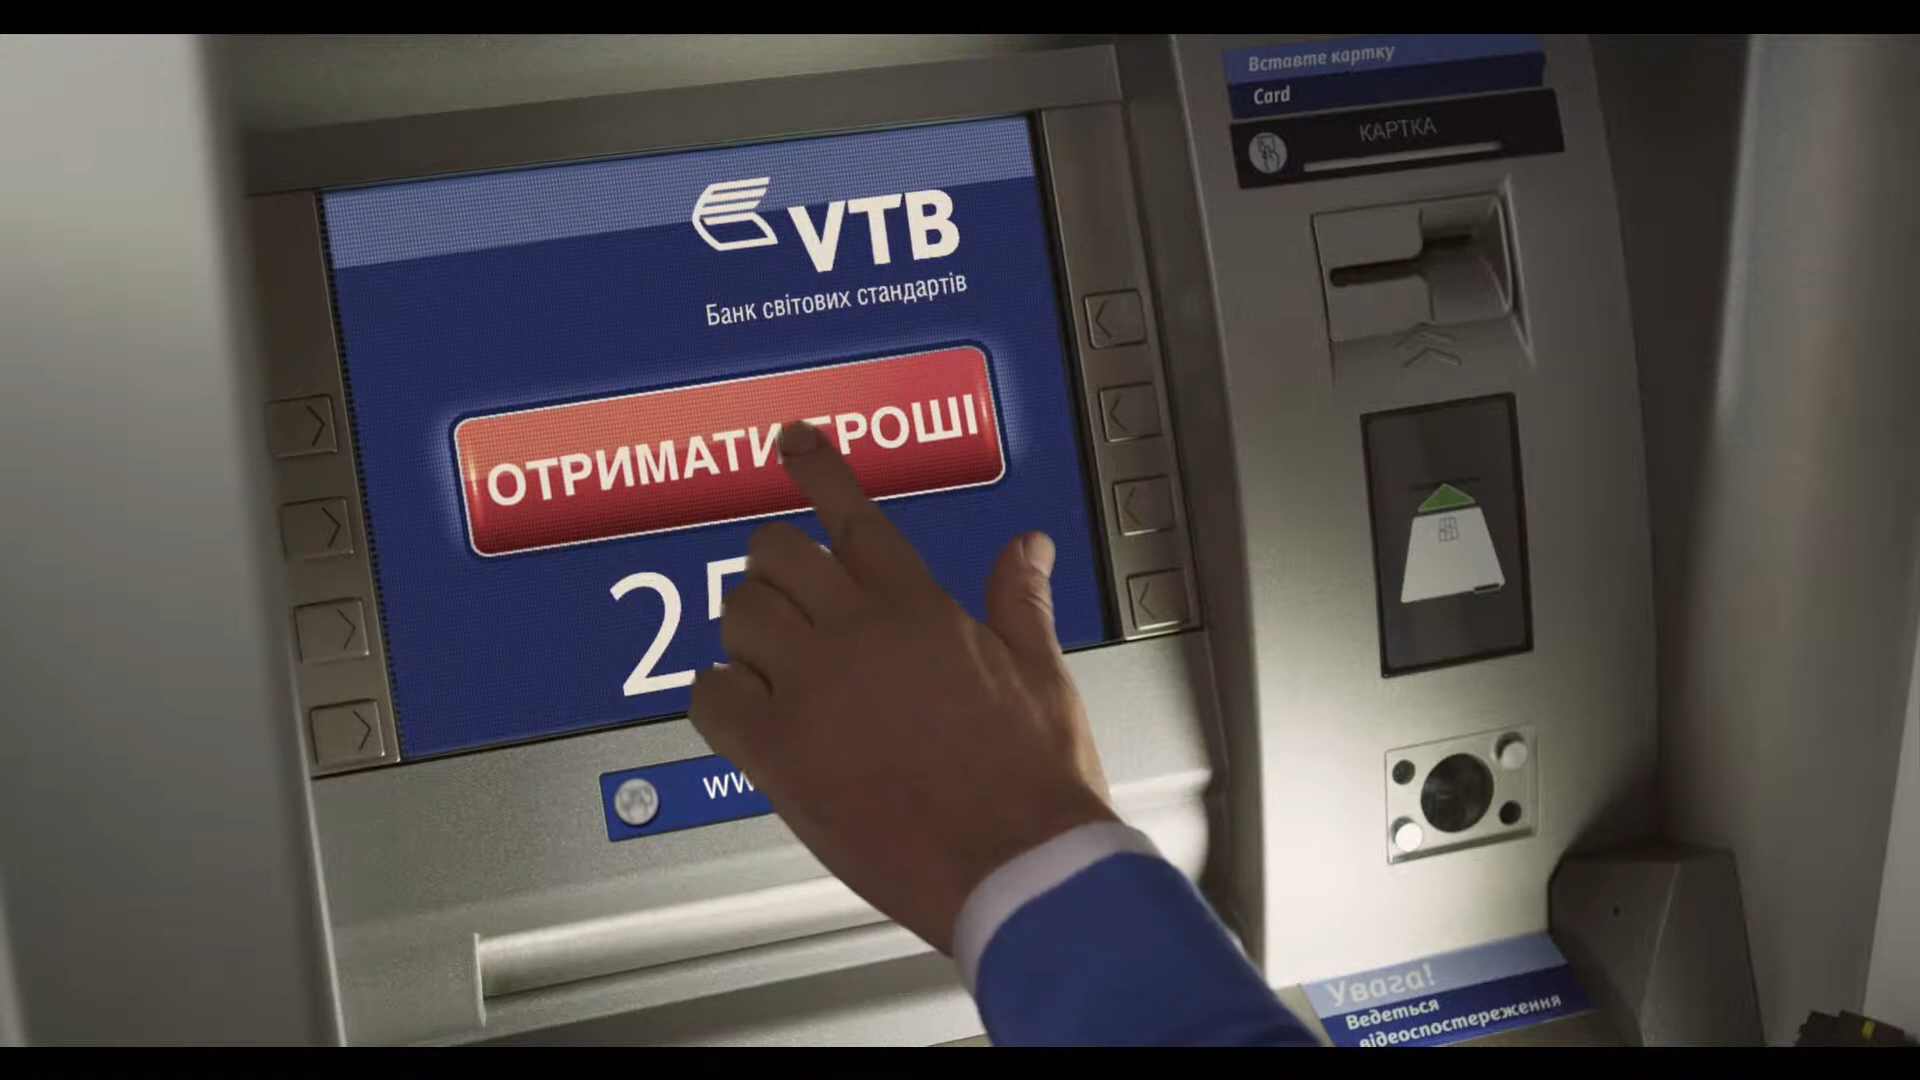 Вставте картку
Card
КАРТКА
VTB
Банк світових стандартів
ОТРИМАТИ ГРОШІ
Увага!
Ведеться
відеоспостереження